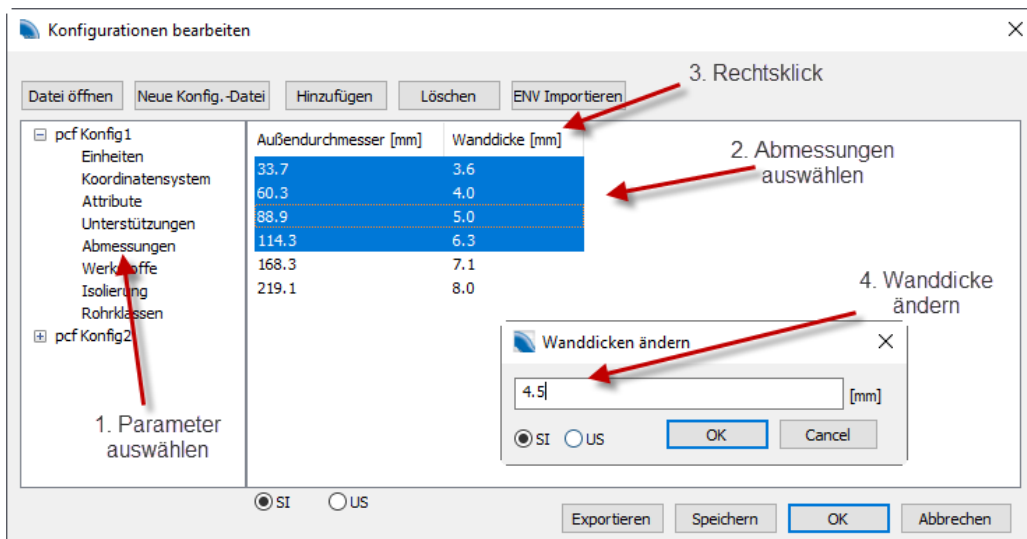 Konfigurationen bearbeiten
3. Rechtsklick
Datei öffnen Neue Konfig.-Datei Hinzufügen Löschen ENV Importieren
pcf Konfig1
Einheiten
Koordinatensystem
Attribute
Unterstützungen
Abmessungen
Werkstoffe
Isolierung
Rohrklassen
pcf Konfig2
1. Parameter
auswählen
Außendurchmesser [mm] Wanddicke [mm]
33.7 3.6
60.3 4.0
88.9 5.0
114.3 6.3
168.3 7.1
219.1 8.0
2. Abmessungen
auswählen
4. Wanddicke
ändern
Wanddicken ändern
4.5 [mm]
SI US OK Cancel
SI US
Exportieren Speichern OK Abbrechen